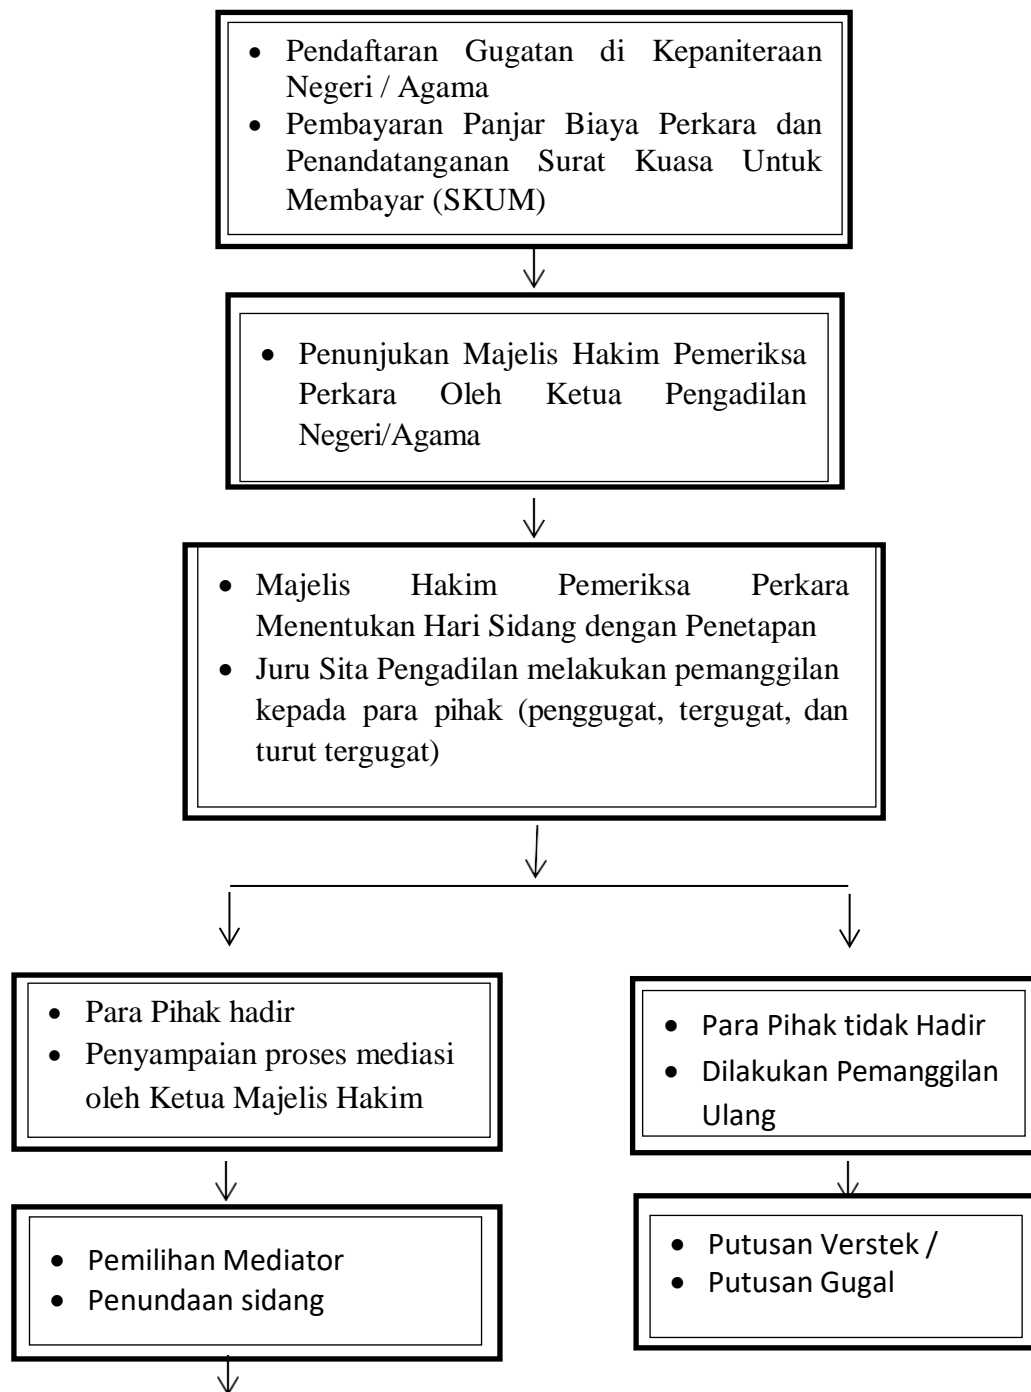 • Pendaftaran Gugatan di Kepaniteraan
Negeri / Agama
• Pembayaran Panjar Biaya Perkara dan
Penandatanganan Surat Kuasa Untuk
Membayar (SKUM)
• Penunjukan Majelis Hakim Pemeriksa
Perkara Oleh Ketua Pengadilan
Negeri/Agama
• Majelis Hakim Pemeriksa Perkara
Menentukan Hari Sidang dengan Penetapan
• Juru Sita Pengadilan melakukan pemanggilan
kepada para pihak (penggugat, tergugat, dan
turut tergugat)
• Para Pihak hadir
• Penyampaian proses mediasi
oleh Ketua Majelis Hakim
• Para Pihak tidak Hadir
• Dilakukan Pemanggilan
Ulang
• Pemilihan Mediator
• Penundaan sidang
• Putusan Verstek /
• Putusan Gugal